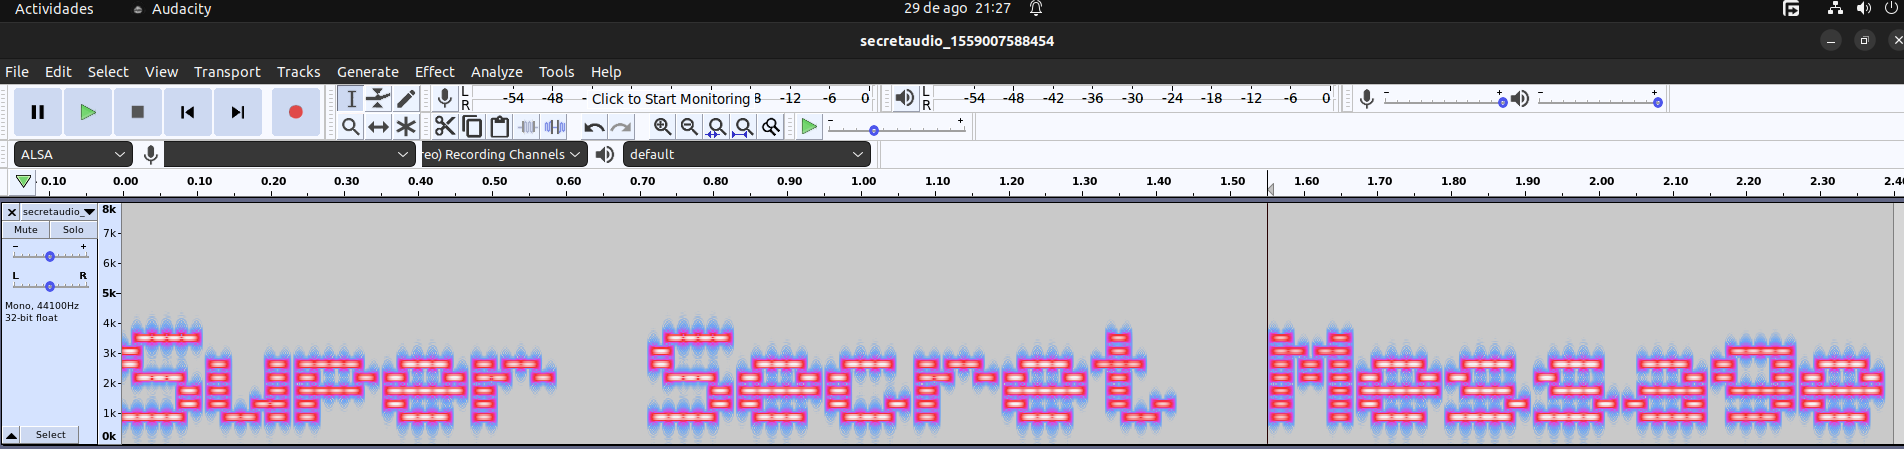 Actividades Audacity 29 de ago 21:27
secretaudio_1559007588454
File Edit Select View Transport Tracks Generate Effect Analyze Tools Help
L R -54 -48 - Click to Start Monitoring 8 -12 -6 0 L R -54 -48 -42 -36 -30 -24 -18 -12 -6 0 - + - +
- +
ALSA reo) Recording Channels default
- 0.10 0.00 0.10 0.20 0.30 0.40 0.50 0.60 0.70 0.80 0.90 1.00 1.10 1.20 1.30 1.40 1.50 1.60 1.70 1.80 1.90 2.00 2.10 2.20 2.30 2.40
secretaudio_
Mute Solo
- +
L R
Mono, 44100Hz
32-bit float
Select
8k
7k
6k
5k
4k
3k
2k
1k
0k
Super Secret Message